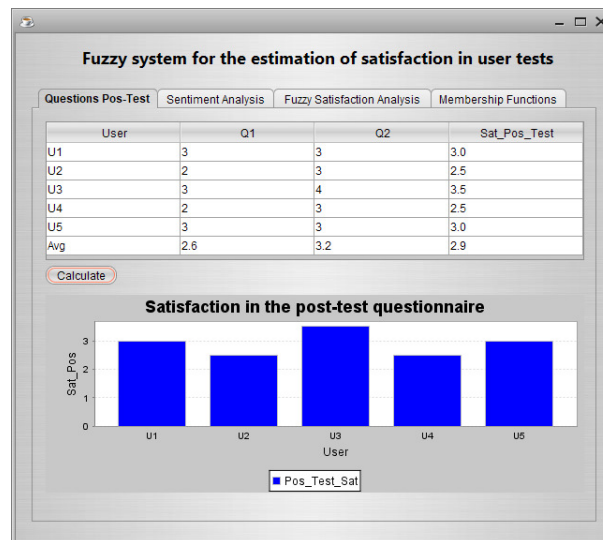 Fuzzy system for the estimation of satisfaction in user tests
Questions Pos-Test Sentiment Analysis Fuzzy Satisfaction Analysis Membership Functions
User Q1 Q2 Sat_Pos_Test
U1 3 3 3.0
U2 2 3 2.5
U3 3 4 3.5
U4 2 3 2.5
U5 3 3 3.0
Avg 2.6 3.2 2.9
Calculate
Satisfaction in the post-test questionnaire
Sat_Pos
3
2
1
0
U1 U2 U3 U4 U5
User
Pos_Test_Sat